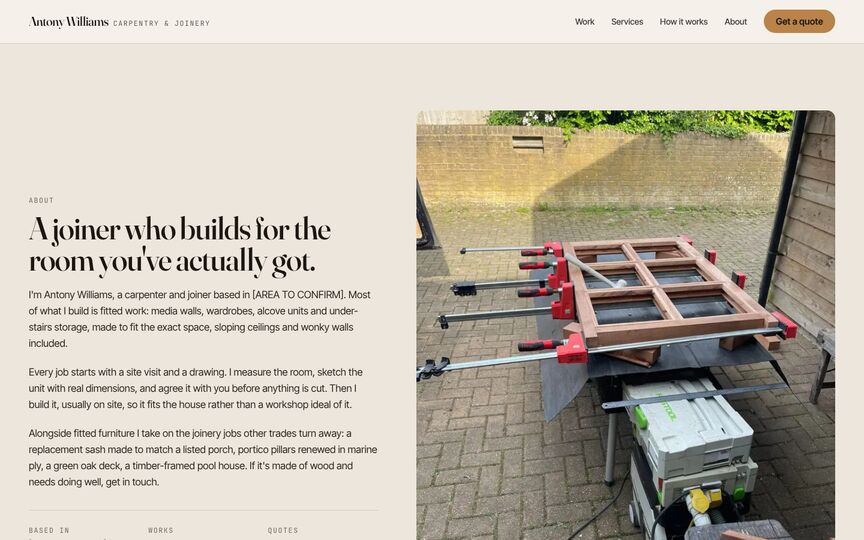 Antony Williams CARPENTRY & JOINERY
Work Services How it works About Get a quote
ABOUT
A joiner who builds for the
room you've actually got.
I'm Antony Williams, a carpenter and joiner based in [AREA TO CONFIRM]. Most
of what I build is fitted work: media walls, wardrobes, alcove units and under-
stairs storage, made to fit the exact space, sloping ceilings and wonky walls
included.
Every job starts with a site visit and a drawing. I measure the room, sketch the
unit with real dimensions, and agree it with you before anything is cut. Then I
build it, usually on site, so it fits the house rather than a workshop ideal of it.
Alongside fitted furniture I take on the joinery jobs other trades turn away: a
replacement sash made to match a listed porch, portico pillars renewed in marine
ply, a green oak deck, a timber-framed pool house. If it's made of wood and
needs doing well, get in touch.
BASED IN WORKS QUOTES